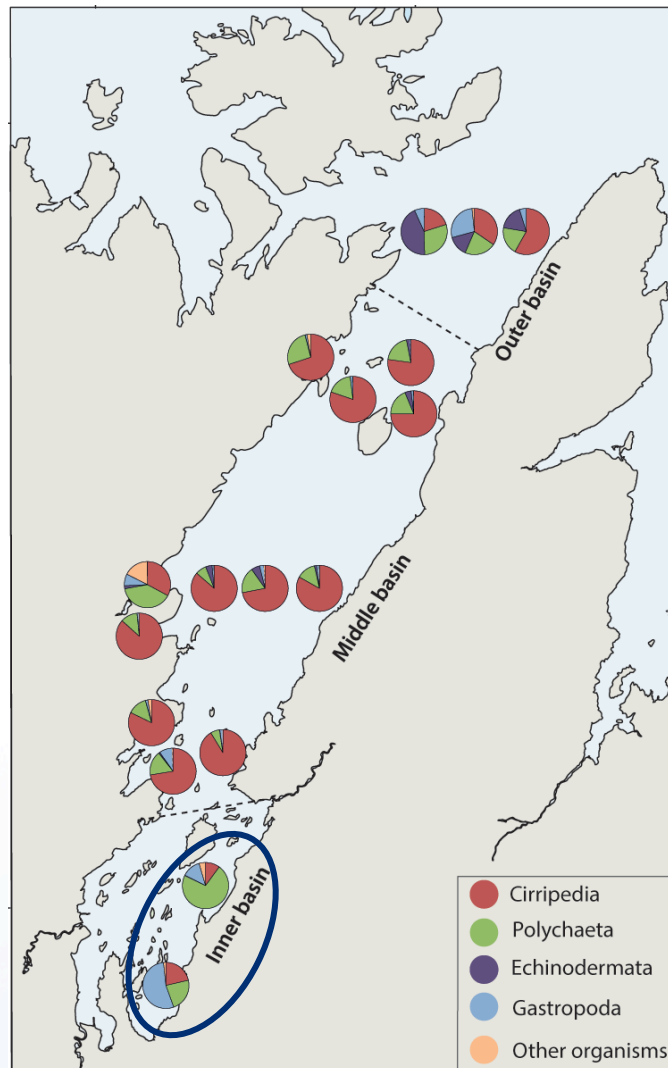 Outer basin
Middle basin
Inner basin
Cirripedia
Polychaeta
Echinodermata
Gastropoda
Other organisms